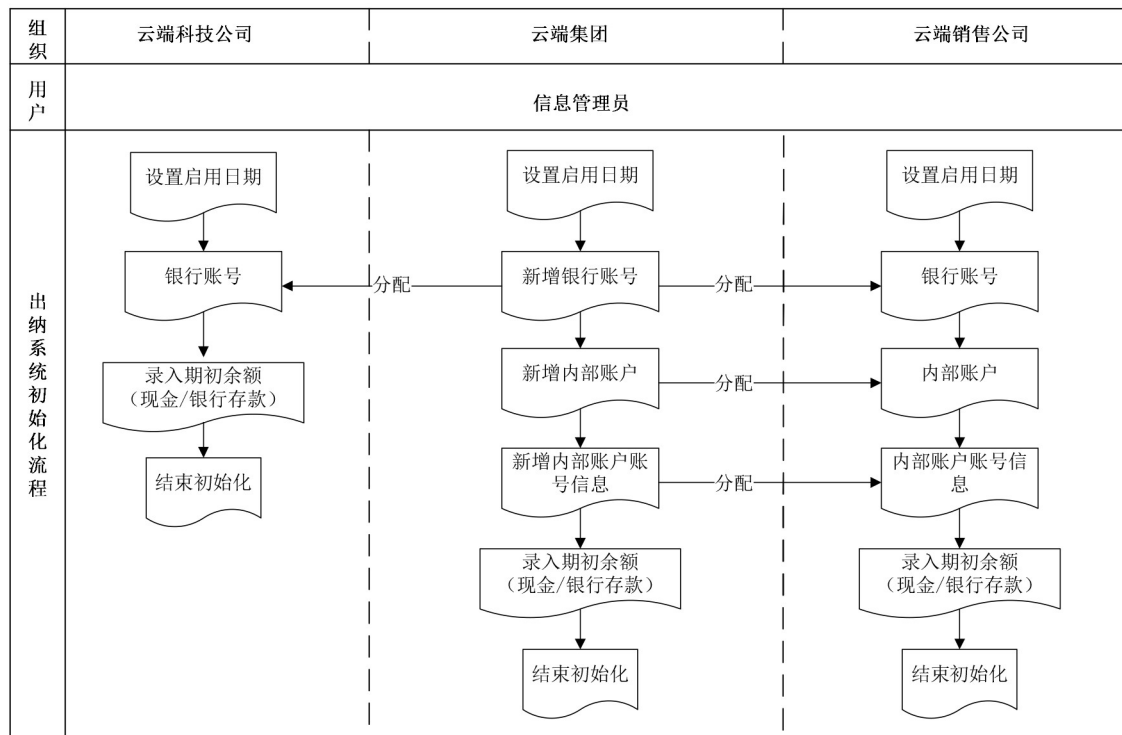 组织
云端科技公司
云端集团
云端销售公司
用户
信息管理员
出纳系统初始化流程
设置启用日期
设置启用日期
设置启用日期
银行账号
分配
新增银行账号
分配
银行账号
录入期初余额
（现金/银行存款）
新增内部账户
分配
内部账户
结束初始化
新增内部账户账
号信息
分配
内部账户账号信
息
录入期初余额
（现金/银行存款）
录入期初余额
（现金/银行存款）
结束初始化
结束初始化